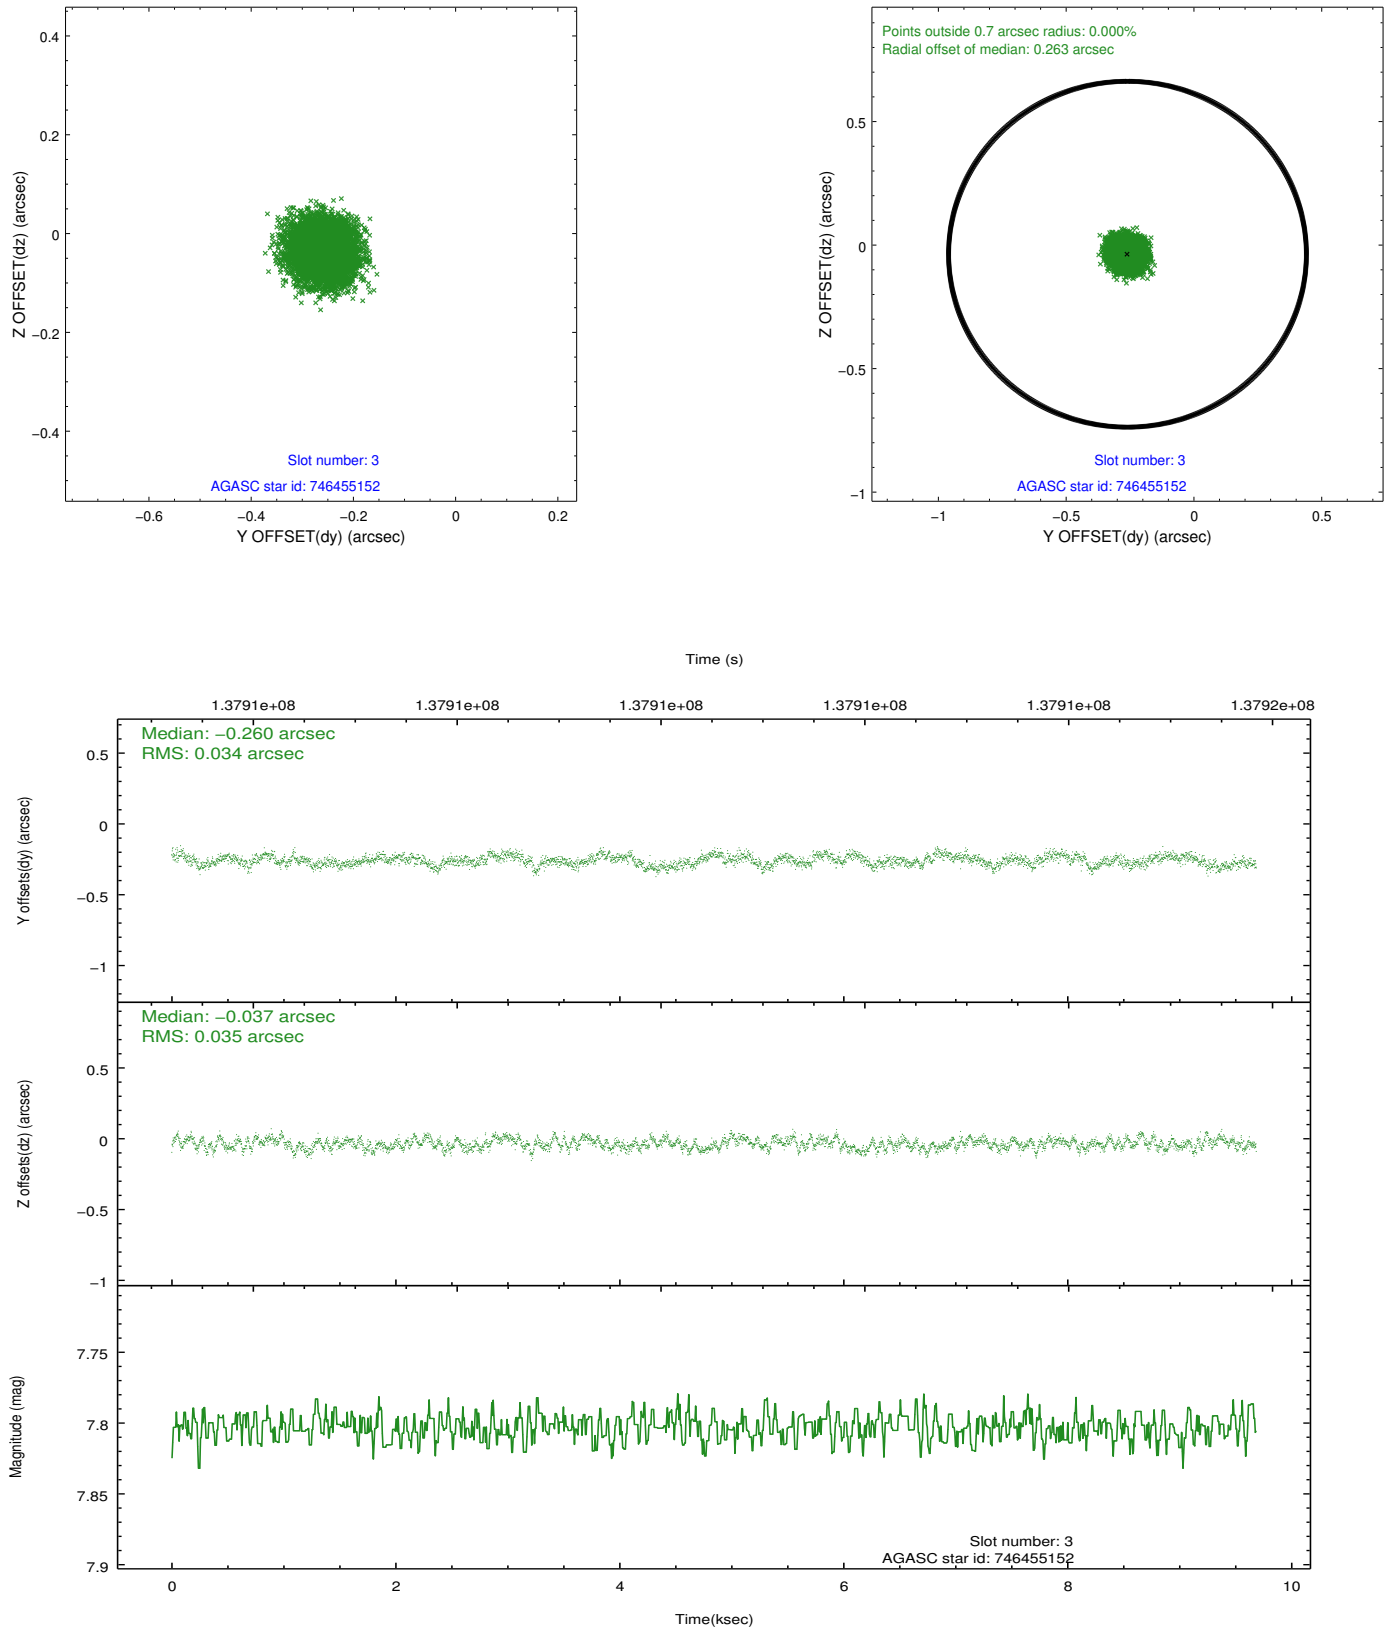 0.4
0.2
0
−0.2
−0.4
Z OFFSET(dz) (arcsec)
Slot number: 3
AGASC star id: 746455152
−0.6 −0.4 −0.2 0 0.2
Y OFFSET(dy) (arcsec)
Points outside 0.7 arcsec radius: 0.000%
Radial offset of median: 0.263 arcsec
0.5
0
−0.5
−1
Z OFFSET(dz) (arcsec)
Slot number: 3
AGASC star id: 746455152
−1 −0.5 0 0.5
Y OFFSET(dy) (arcsec)
Time (s)
1.3791e+08 1.3791e+08 1.3791e+08 1.3791e+08 1.3791e+08 1.3792e+08
Median: −0.260 arcsec
RMS: 0.034 arcsec
0.5
0
−0.5
−1
Y offsets(dy) (arcsec)
Median: −0.037 arcsec
RMS: 0.035 arcsec
0.5
0
−0.5
−1
Z offsets(dz) (arcsec)
7.75
7.8
7.85
7.9
Magnitude (mag)
Slot number: 3
AGASC star id: 746455152
0 2 4 6 8 10
Time(ksec)